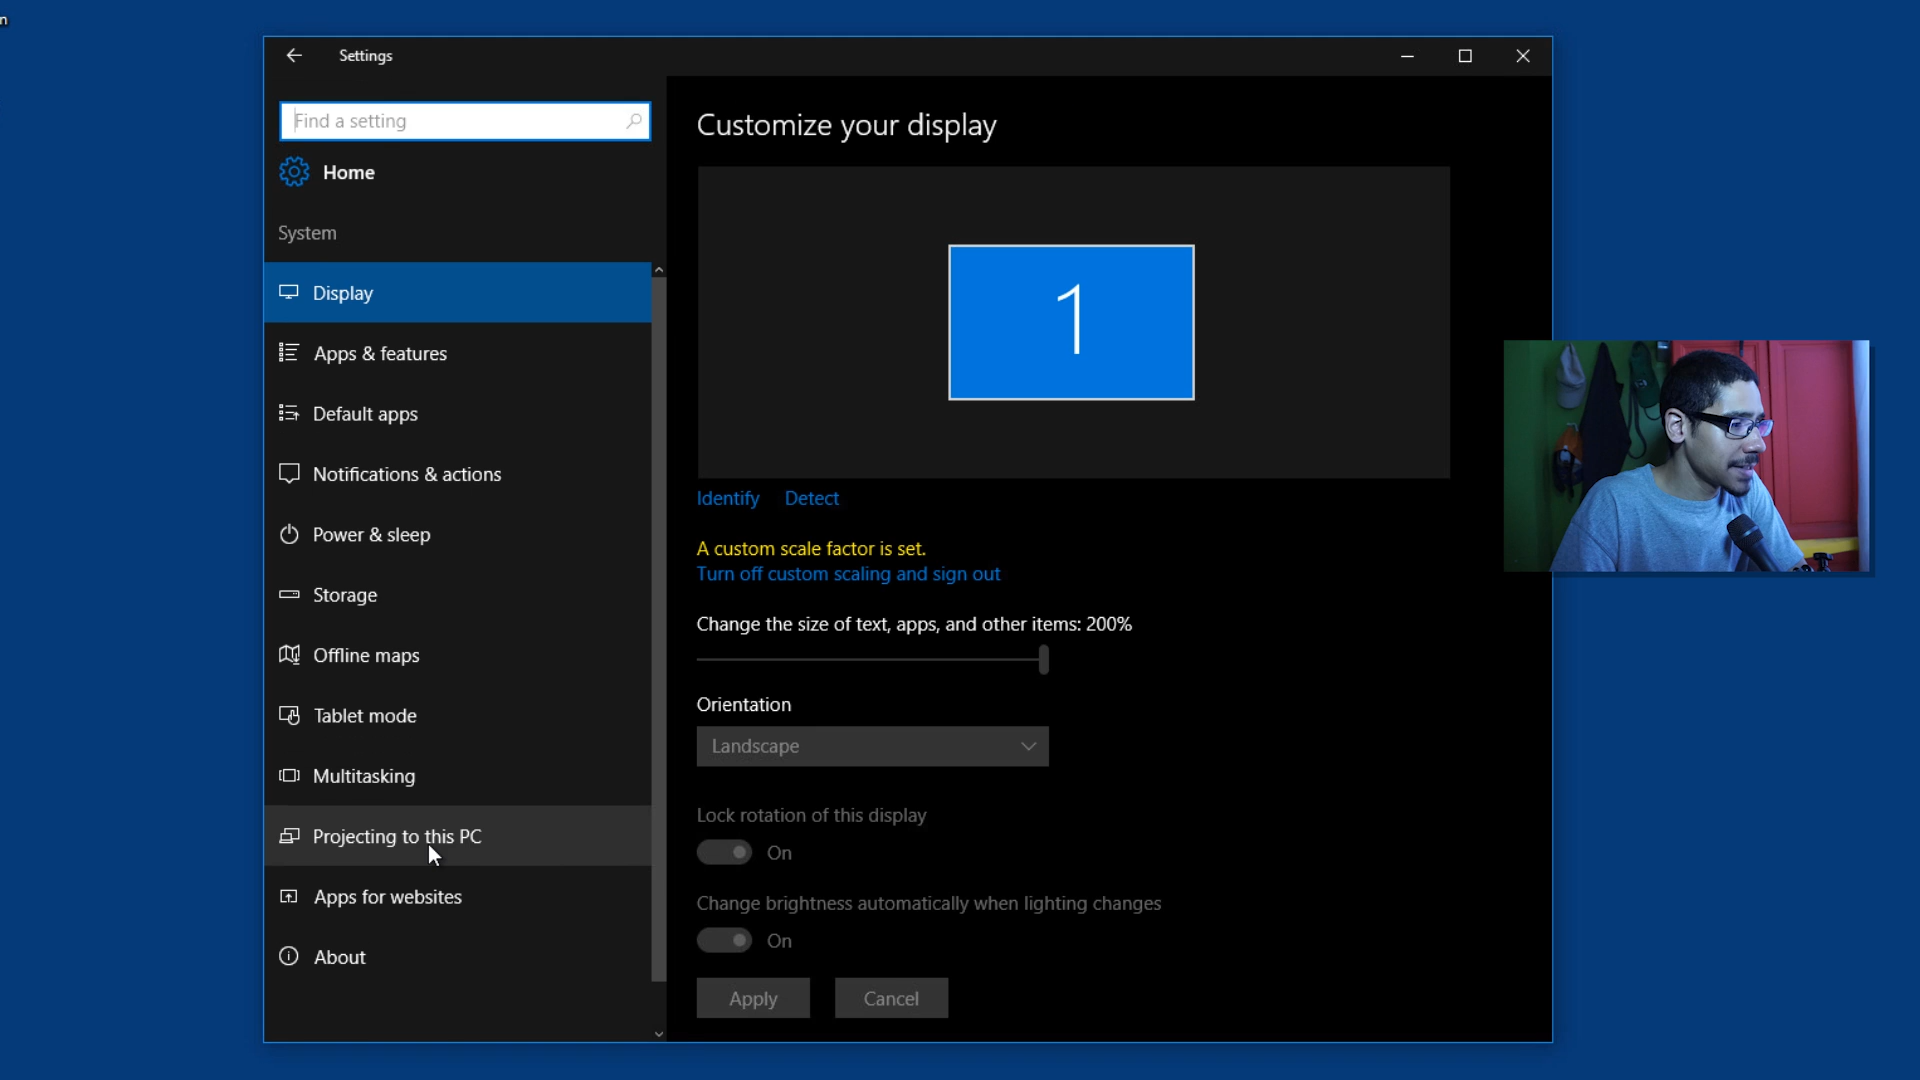 n
Settings
Find a setting
Home
System
Display
Apps & features
Default apps
Notifications & actions
Power & sleep
Storage
Offline maps
Tablet mode
Multitasking
Projecting to this PC
Apps for websites
About
Customize your display
1
Identify Detect
A custom scale factor is set.
Turn off custom scaling and sign out
Change the size of text, apps, and other items: 200%
Orientation
Landscape
Lock rotation of this display
On
Change brightness automatically when lighting changes
On
Apply Cancel